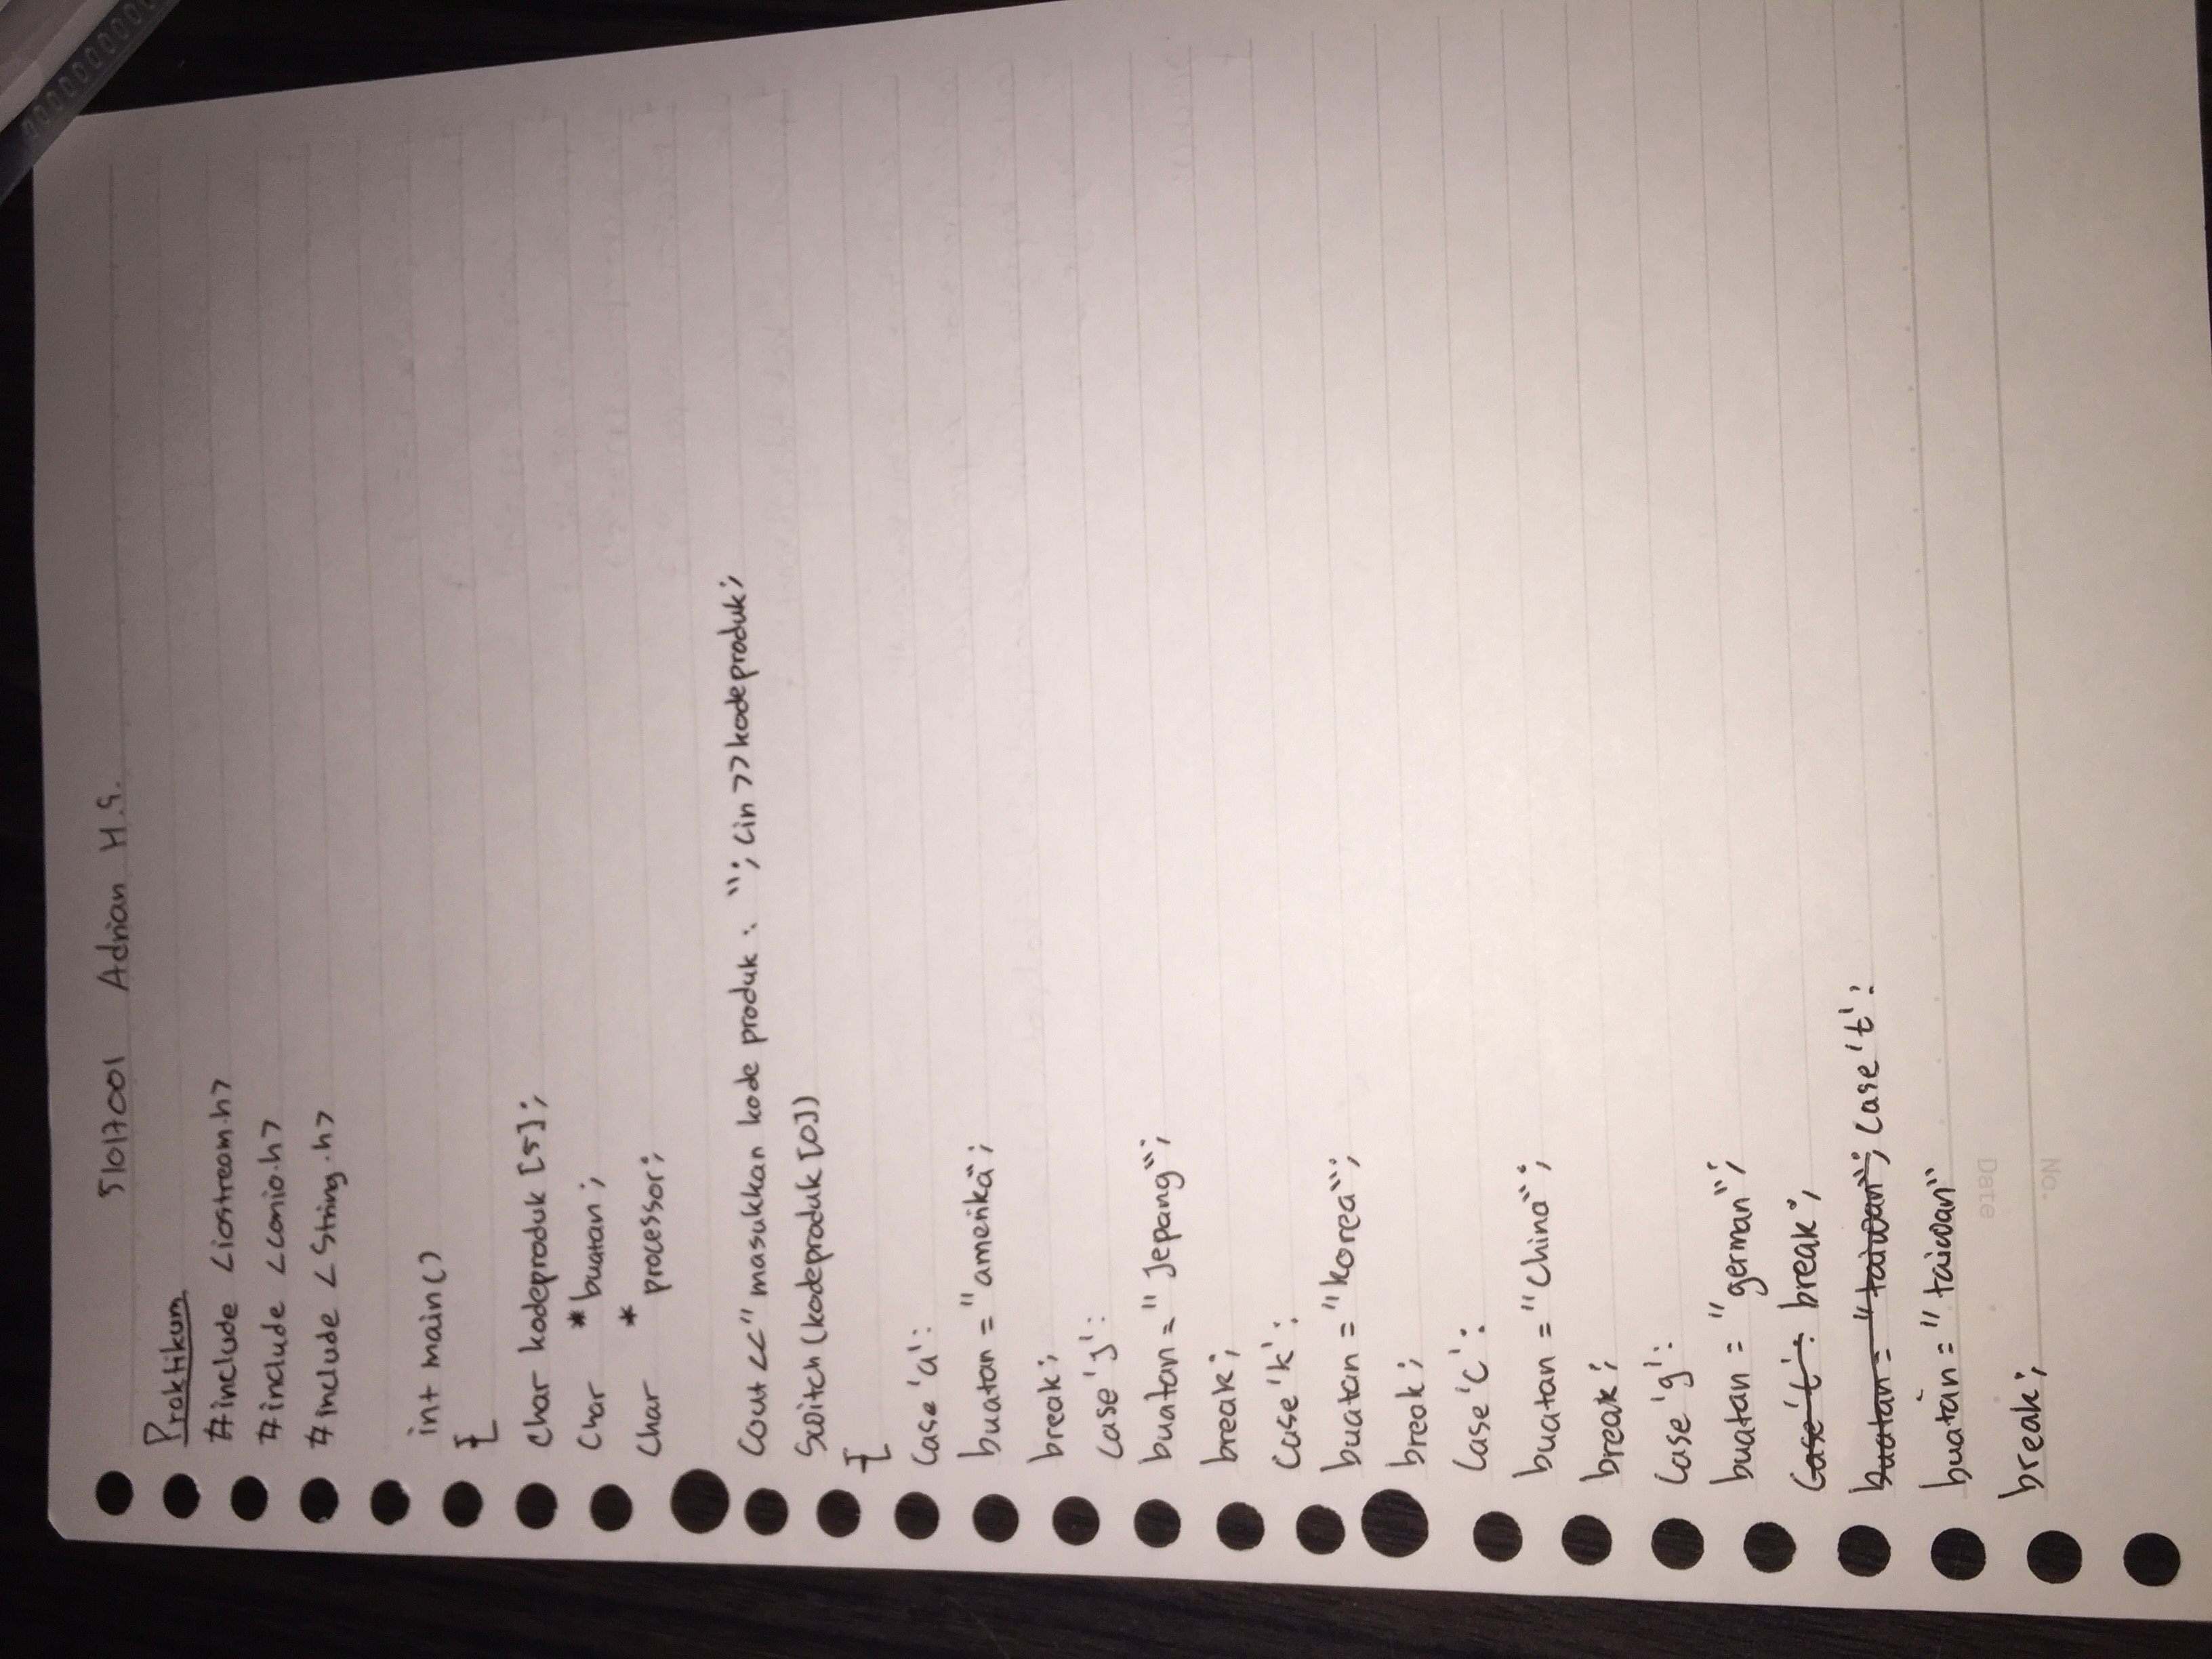 51017001 Adrian H.G.
Praktikum
#include <iostream.h>
#include <conio.h>
#include <String.h>
int main()
{
char kodeproduk [5];
Char *buatan;
Char *processor;
Cout <<"masukkan kode produk : "; cin >>kodeproduk;
Switch (kodeproduk [0])
{
Case 'a':
buatan = "amerika";
break;
case 'J':
buatan = "Jepang";
break;
Case 'k':
buatan = "korea";
break;
Case 'C':
buatan = "China";
break;
Case 'g':
buatan = "german";
Case 't': break;
buatan = "taiwan"; Case 't':
buatan = "taiwan"
break;
Date
No.